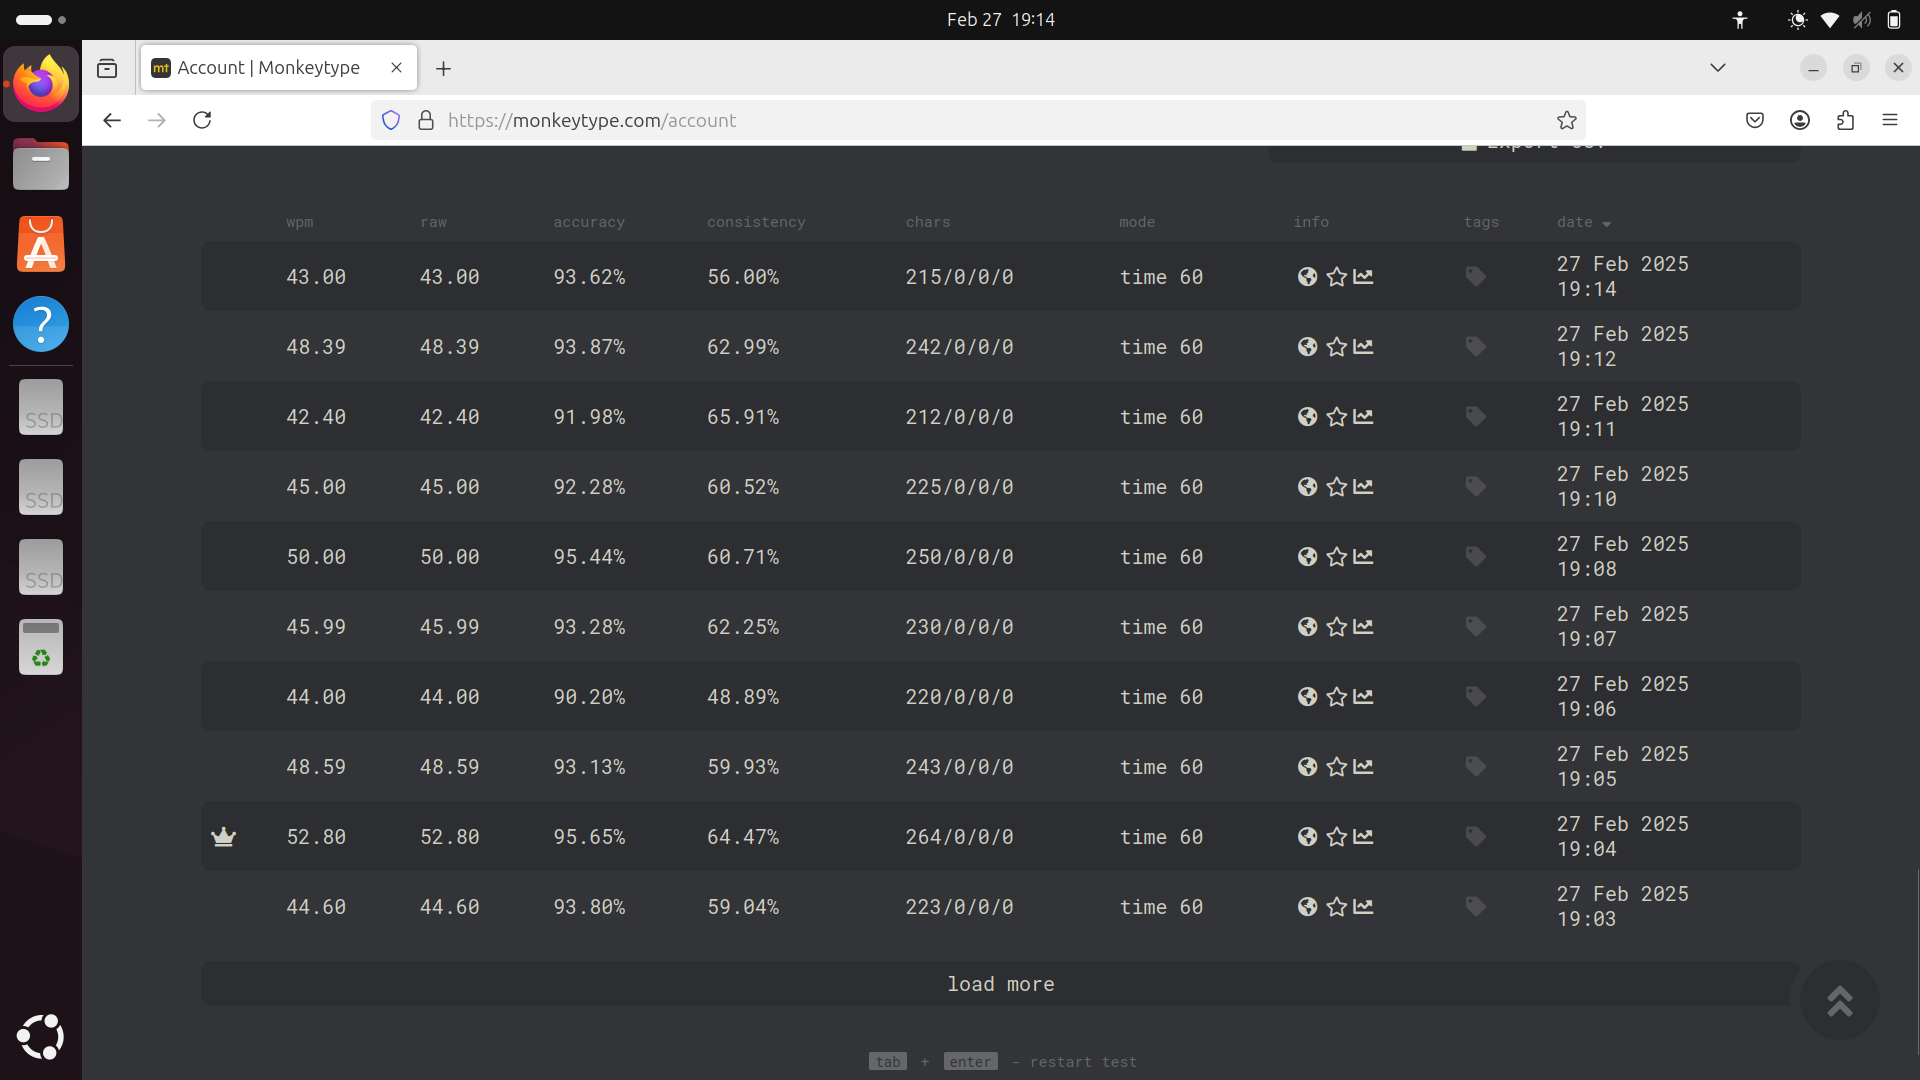 Feb 27 19:14
mt Account | Monkeytype
https://monkeytype.com/account
wpm raw accuracy consistency chars mode info tags date
43.00 43.00 93.62% 56.00% 215/0/0/0 time 60 27 Feb 2025
19:14
48.39 48.39 93.87% 62.99% 242/0/0/0 time 60 27 Feb 2025
19:12
42.40 42.40 91.98% 65.91% 212/0/0/0 time 60 27 Feb 2025
19:11
45.00 45.00 92.28% 60.52% 225/0/0/0 time 60 27 Feb 2025
19:10
50.00 50.00 95.44% 60.71% 250/0/0/0 time 60 27 Feb 2025
19:08
45.99 45.99 93.28% 62.25% 230/0/0/0 time 60 27 Feb 2025
19:07
44.00 44.00 90.20% 48.89% 220/0/0/0 time 60 27 Feb 2025
19:06
48.59 48.59 93.13% 59.93% 243/0/0/0 time 60 27 Feb 2025
19:05
52.80 52.80 95.65% 64.47% 264/0/0/0 time 60 27 Feb 2025
19:04
44.60 44.60 93.80% 59.04% 223/0/0/0 time 60 27 Feb 2025
19:03
load more
tab + enter - restart test
SSD
SSD
SSD